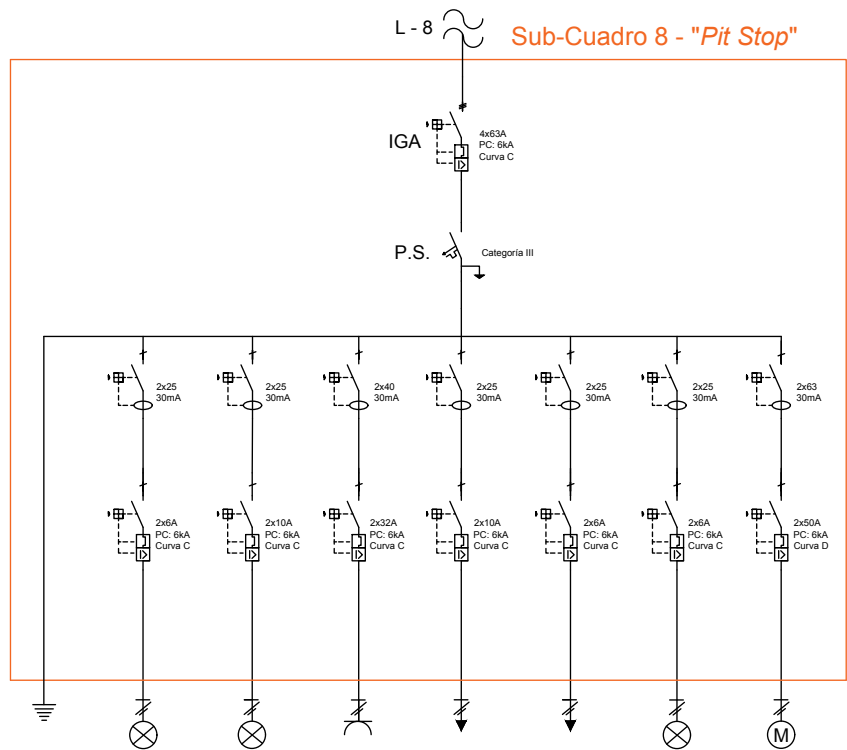 L - 8
Sub-Cuadro 8 - "Pit Stop"
IGA
4x63A
PC: 6kA
Curva C
P.S.
Categoría III
2x25
30mA
2x25
30mA
2x40
30mA
2x25
30mA
2x25
30mA
2x25
30mA
2x63
30mA
2x6A
PC: 6kA
Curva C
2x10A
PC: 6kA
Curva C
2x32A
PC: 6kA
Curva C
2x10A
PC: 6kA
Curva C
2x6A
PC: 6kA
Curva C
2x6A
PC: 6kA
Curva C
2x50A
PC: 6kA
Curva D
M